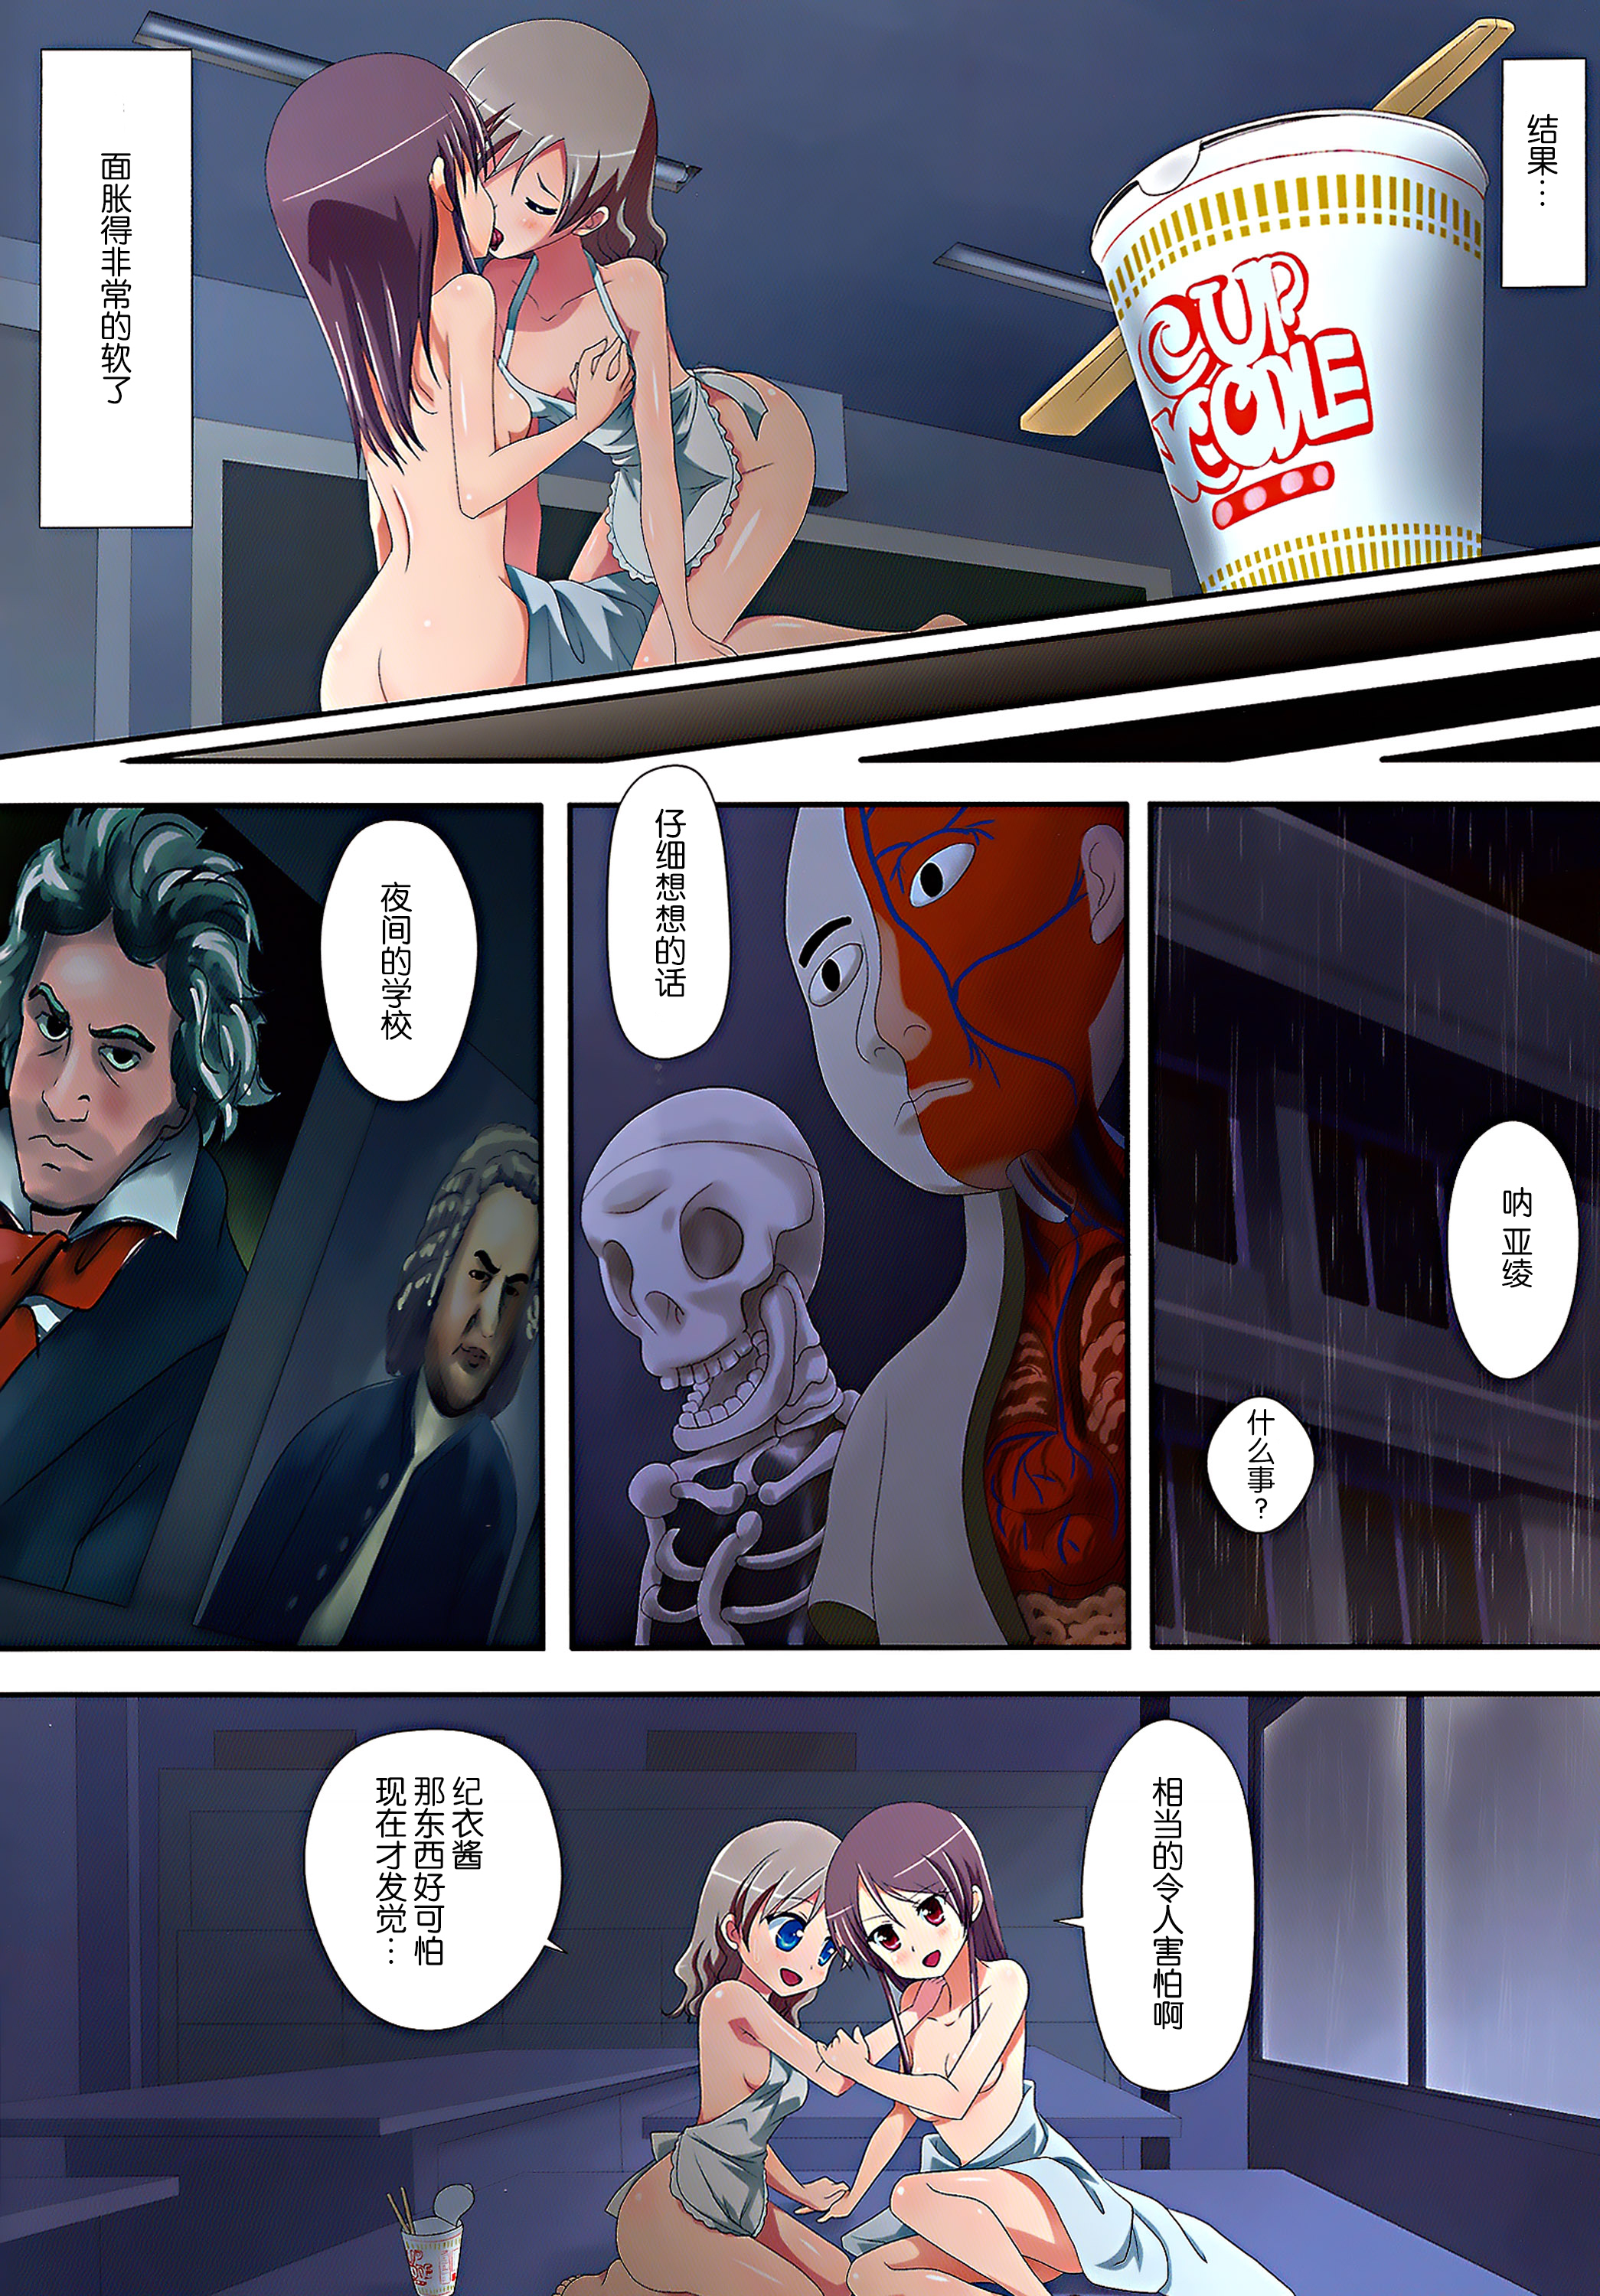 结果…
CUP
NOODLE
面胀得非常的软了
呐 亚绫
什么事?
仔细想想的话
夜间的学校
相当的令人害怕啊
纪衣酱
那东西好可怕
现在才发觉…